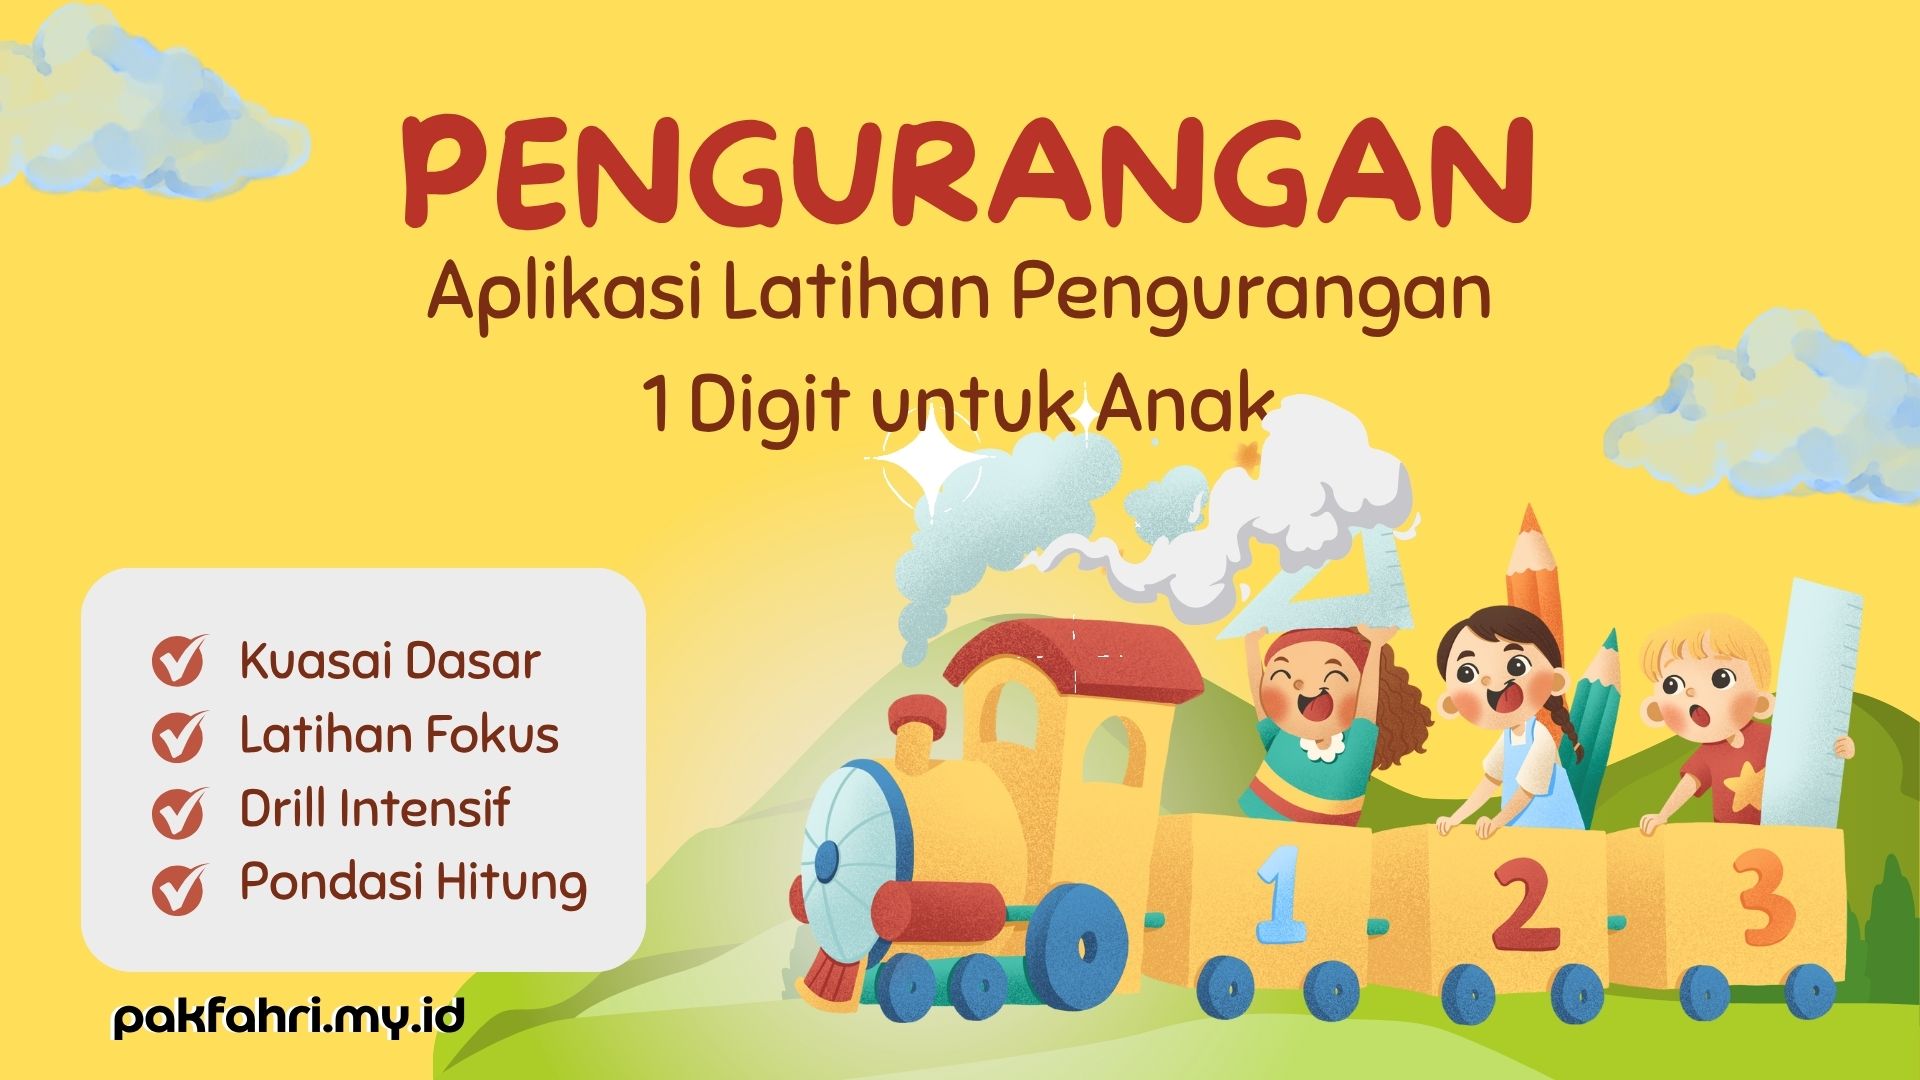 PENGURANGAN
Aplikasi Latihan Pengurangan
1 Digit untuk Anak
Kuasai Dasar
Latihan Fokus
Drill Intensif
Pondasi Hitung
1 2 3
pakfahri.my.id